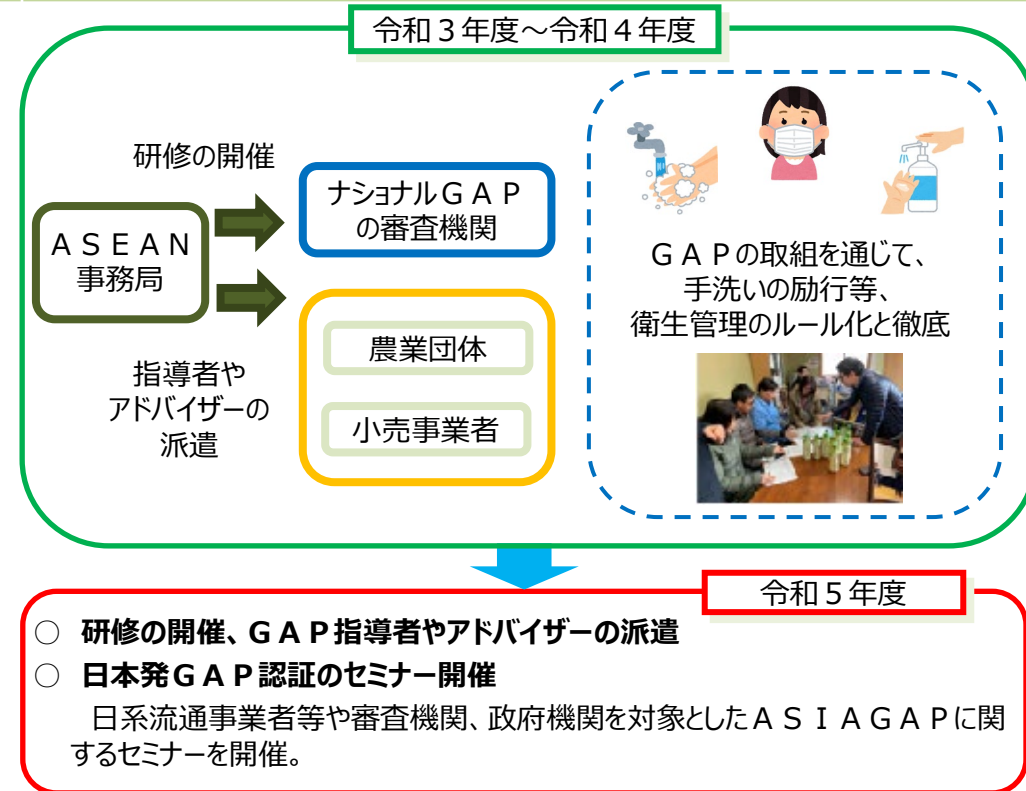 令和３年度～令和４年度
研修の開催
ＡＳＥＡＮ
事務局
指導者や
アドバイザーの
派遣
ナショナルＧＡＰ
の審査機関
農業団体
小売事業者
ＧＡＰの取組を通じて、
手洗いの励行等、
衛生管理のルール化と徹底
令和５年度
○ 研修の開催、ＧＡＰ指導者やアドバイザーの派遣
○ 日本発ＧＡＰ認証のセミナー開催
日系流通事業者等や審査機関、政府機関を対象としたＡＳＩＡＧＡＰに関
するセミナーを開催。